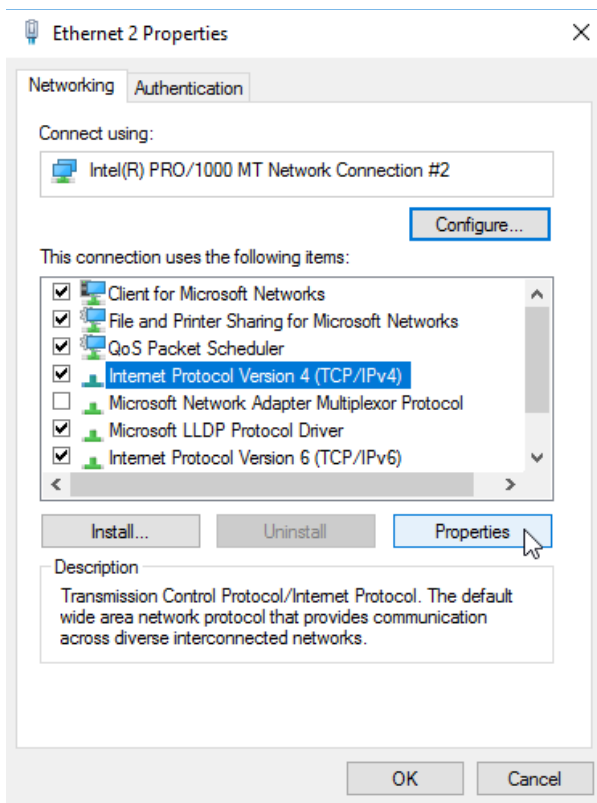 Ethernet 2 Properties
Networking Authentication
Connect using:
Intel(R) PRO/1000 MT Network Connection #2
Configure...
This connection uses the following items:
Client for Microsoft Networks
File and Printer Sharing for Microsoft Networks
QoS Packet Scheduler
Internet Protocol Version 4 (TCP/IPv4)
Microsoft Network Adapter Multiplexor Protocol
Microsoft LLDP Protocol Driver
Internet Protocol Version 6 (TCP/IPv6)
Install... Uninstall Properties
Description
Transmission Control Protocol/Internet Protocol. The default
wide area network protocol that provides communication
across diverse interconnected networks.
OK Cancel